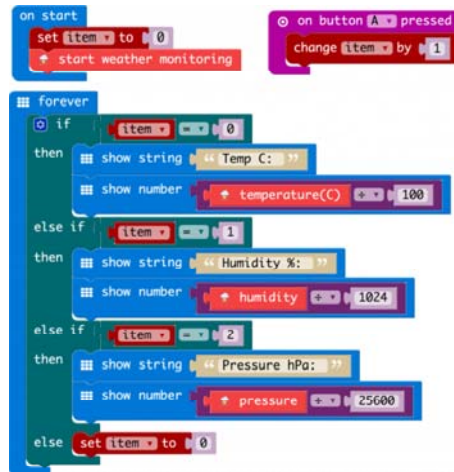 on start
set item to 0
start weather monitoring
on button A pressed
change item by 1
forever
if item = 0
then show string “ Temp C: ”
show number temperature(C) ÷ 100
else if item = 1
then show string “ Humidity %: ”
show number humidity ÷ 1024
else if item = 2
then show string “ Pressure hPa: ”
show number pressure ÷ 25600
else set item to 0